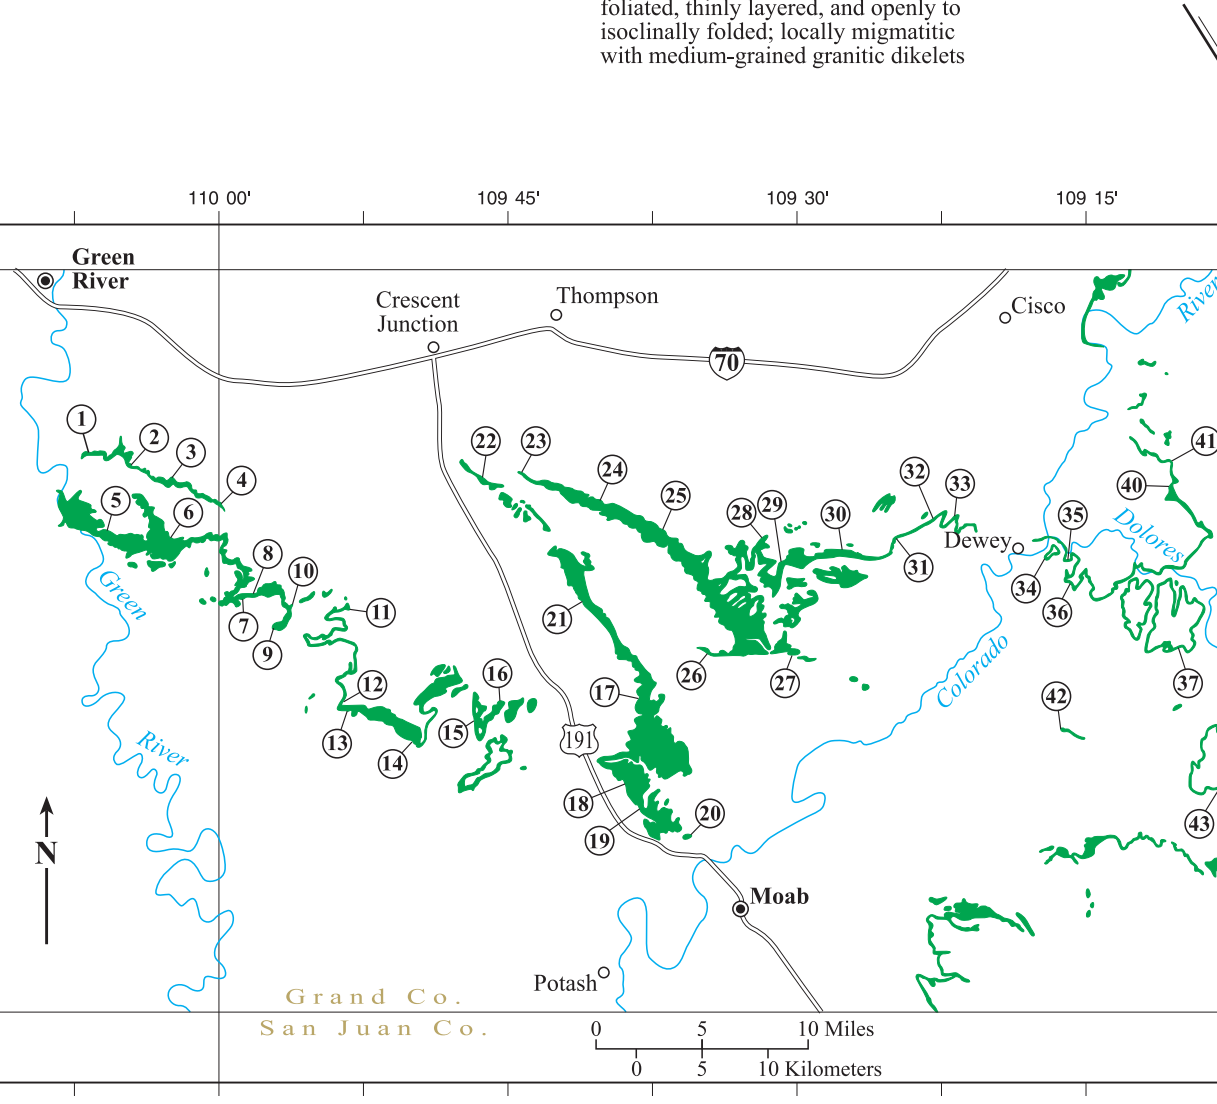 foliated, thinly layered, and openly to
isoclinally folded; locally migmatitic
with medium-grained granitic dikelets
110 00'
109 45'
109 30'
109 15'
Green
River
Crescent
Junction
Thompson
Cisco
River
70
1
2
3
4
5
6
7
8
9
10
11
12
13
14
15
16
17
18
19
20
21
22
23
24
25
26
27
28
29
30
31
32
33
34
35
36
37
40
41
42
43
Dewey
Dolores
Green
River
Colorado
191
N
Moab
Potash
Grand Co.
San Juan Co.
0 5 10 Miles
0 5 10 Kilometers